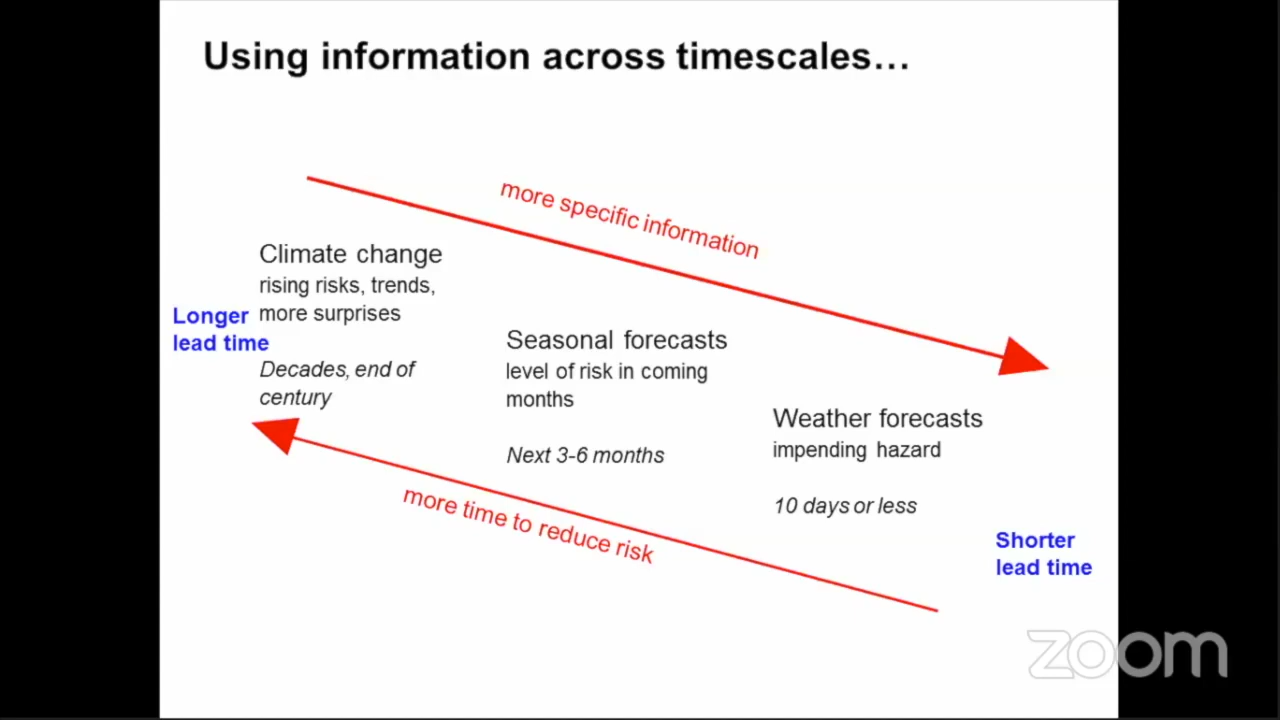 Using information across timescales…
more specific information
Climate change
rising risks, trends,
more surprises
Longer
lead time
Decades, end of
century
Seasonal forecasts
level of risk in coming
months
Next 3-6 months
Weather forecasts
impending hazard
10 days or less
more time to reduce risk
Shorter
lead time
zoom